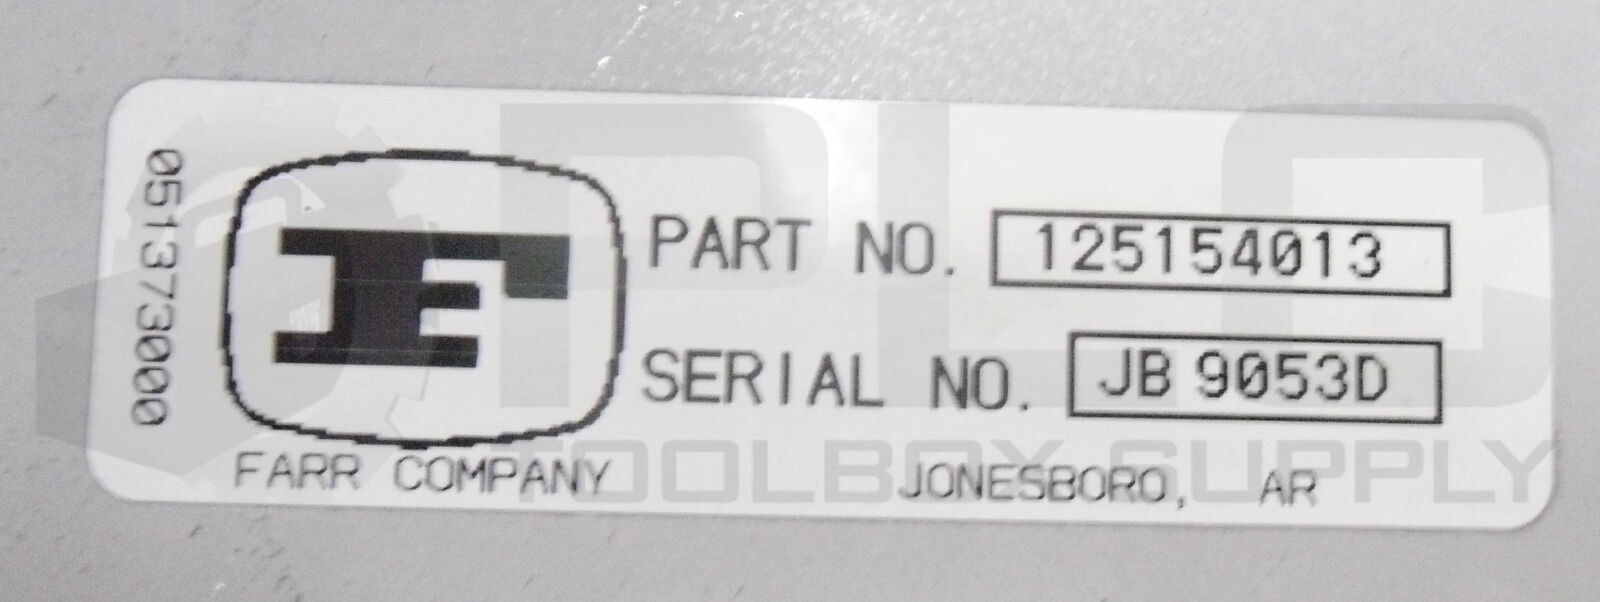 051373000
F
PART NO. 125154013
SERIAL NO. JB 9053D
FARR COMPANY JONESBORO, AR
PLC
TOOLBOX SUPPLY